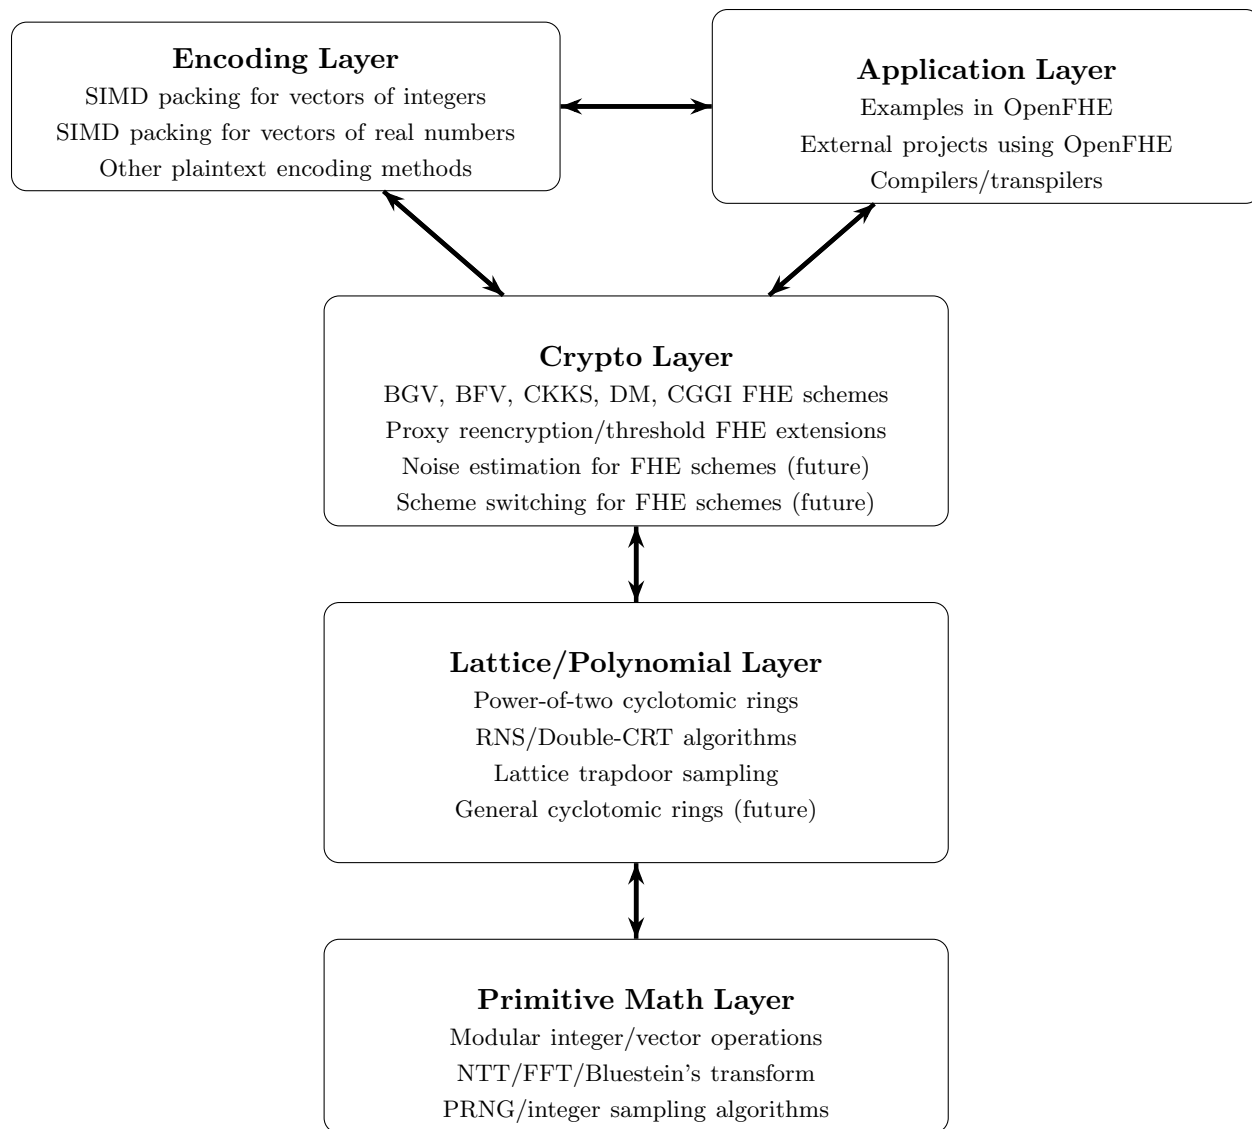 Encoding Layer
SIMD packing for vectors of integers
SIMD packing for vectors of real numbers
Other plaintext encoding methods
Application Layer
Examples in OpenFHE
External projects using OpenFHE
Compilers/transpilers
Crypto Layer
BGV, BFV, CKKS, DM, CGGI FHE schemes
Proxy reencryption/threshold FHE extensions
Noise estimation for FHE schemes (future)
Scheme switching for FHE schemes (future)
Lattice/Polynomial Layer
Power-of-two cyclotomic rings
RNS/Double-CRT algorithms
Lattice trapdoor sampling
General cyclotomic rings (future)
Primitive Math Layer
Modular integer/vector operations
NTT/FFT/Bluestein's transform
PRNG/integer sampling algorithms